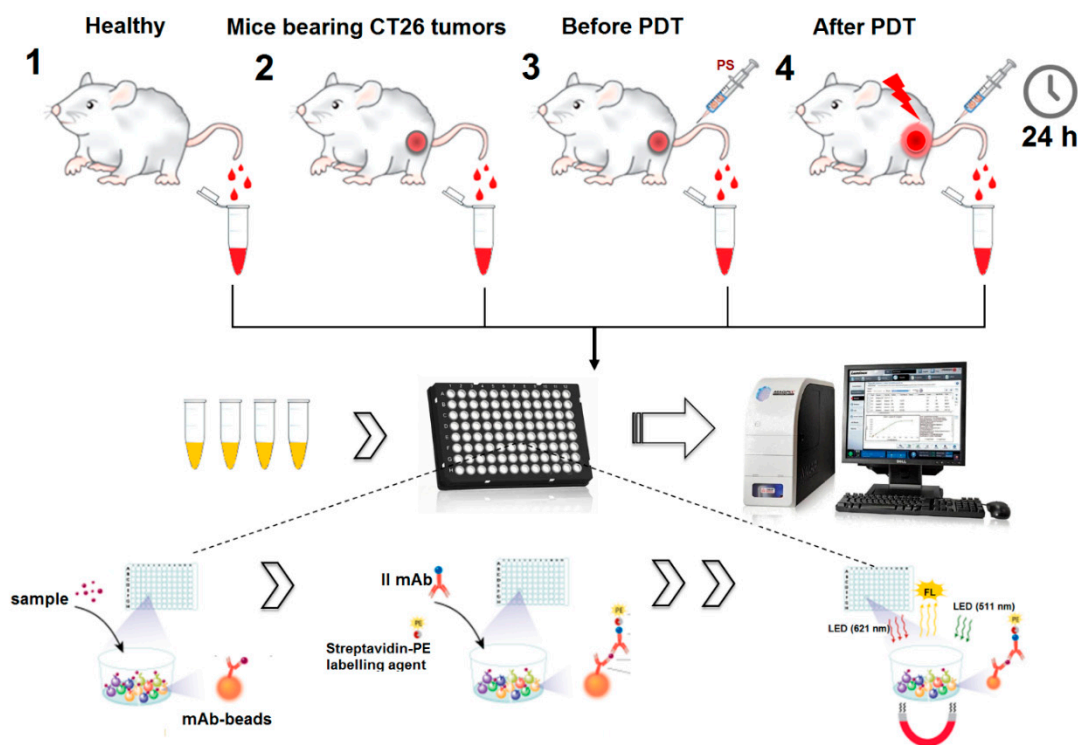 Healthy
Mice bearing CT26 tumors
Before PDT
After PDT
1
2
3
4
PS
24 h
DELL
sample
mAb-beads
II mAb
PE
Streptavidin-PE
labelling agent
PE
FL
LED (511 nm)
LED (621 nm)
PE